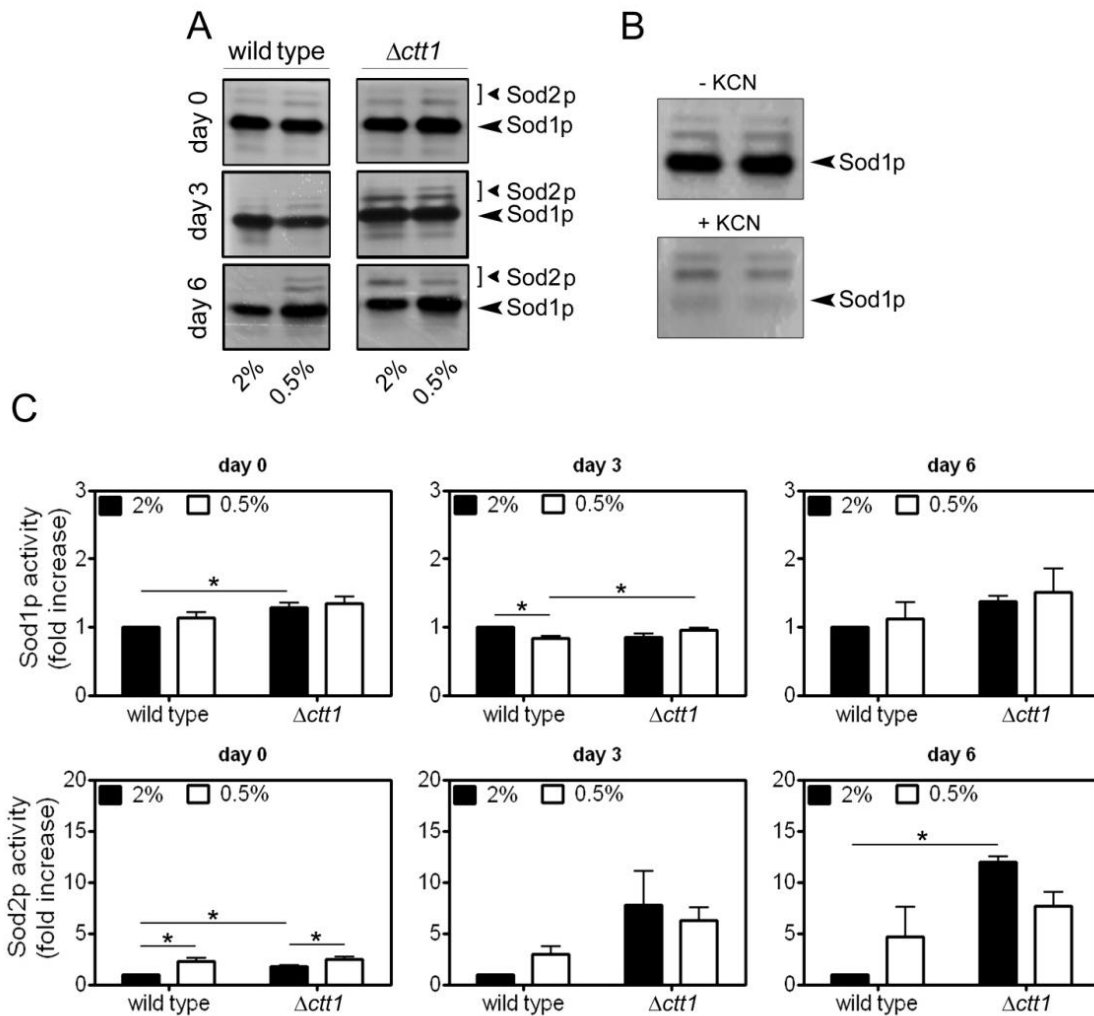 A
wild type Δctt1
day 0
] Sod2p
Sod1p
day 3
] Sod2p
Sod1p
day 6
] Sod2p
Sod1p
2% 0.5% 2% 0.5%
B
- KCN
Sod1p
+ KCN
Sod1p
C
Sod1p activity
(fold increase)
day 0
2% 0.5%
3
2
1
0
*
wild type Δctt1
day 3
2% 0.5%
3
2
1
0
* *
wild type Δctt1
day 6
2% 0.5%
3
2
1
0
wild type Δctt1
Sod2p activity
(fold increase)
day 0
2% 0.5%
20
15
10
5
0
* * *
wild type Δctt1
day 3
2% 0.5%
20
15
10
5
0
wild type Δctt1
day 6
2% 0.5%
20
15
10
5
0
*
wild type Δctt1